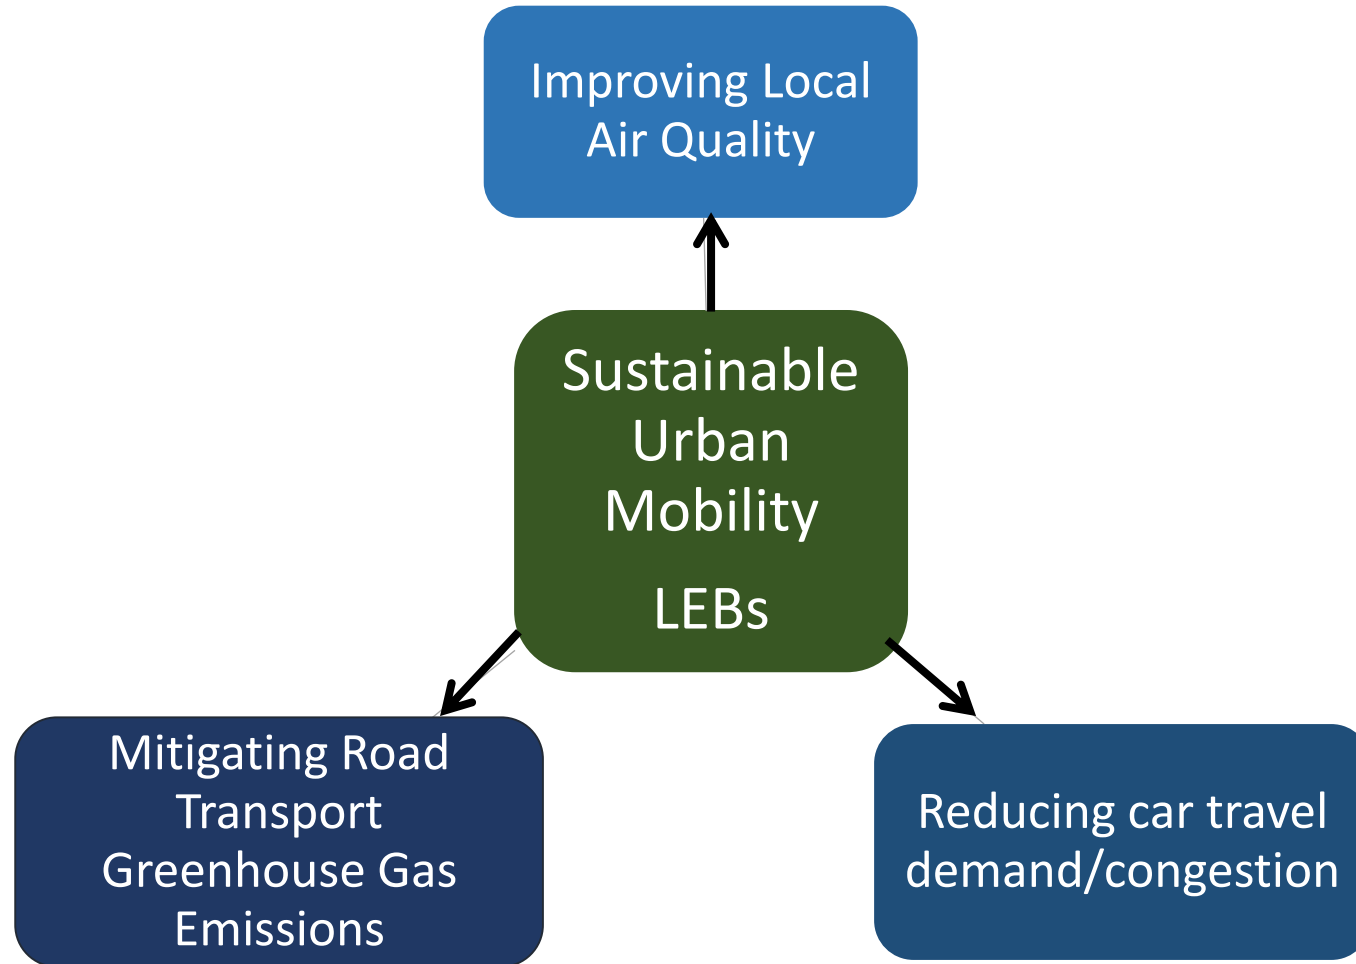 Improving Local
Air Quality
Sustainable
Urban
Mobility
LEBs
Mitigating Road
Transport
Greenhouse Gas
Emissions
Reducing car travel
demand/congestion